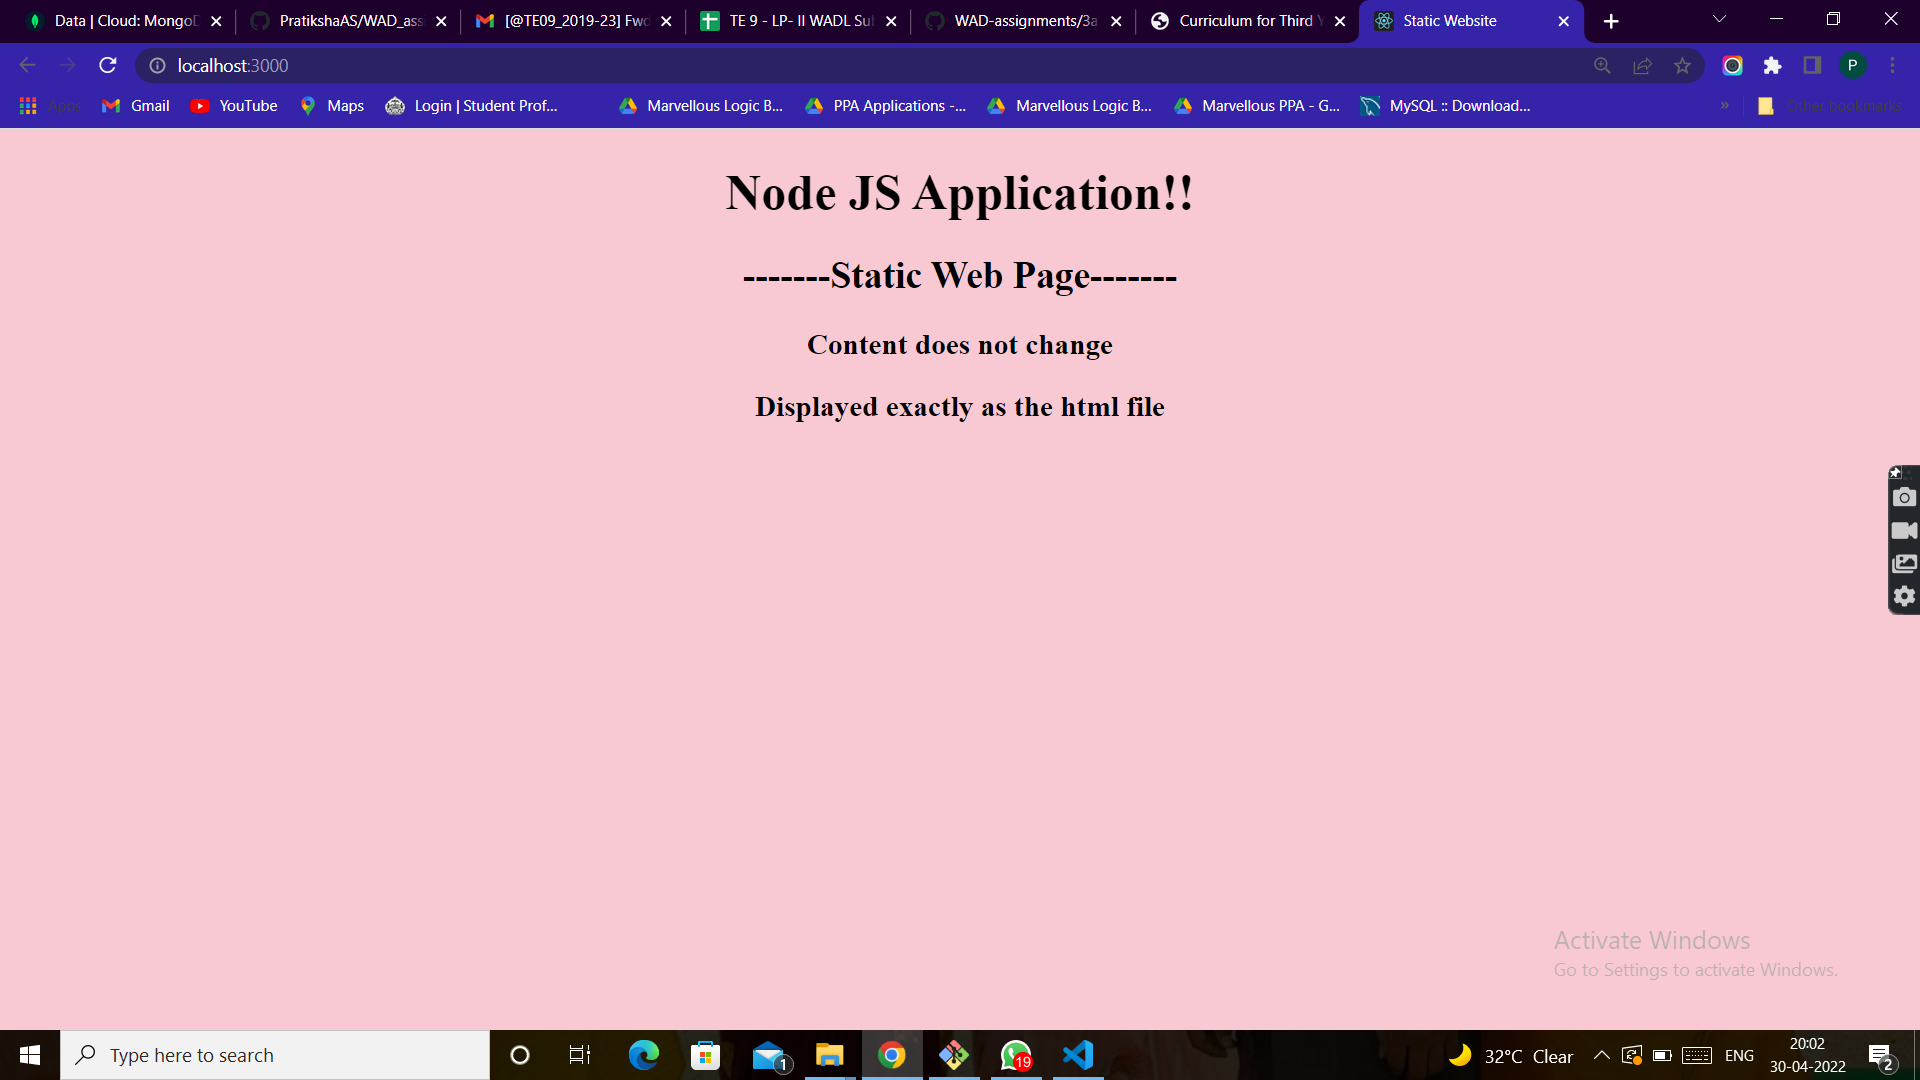 Data | Cloud: MongoD
PratikshaAS/WAD_ass
[@TE09_2019-23] Fwd
TE 9 - LP- II WADL Sub
WAD-assignments/3a
Curriculum for Third Y
Static Website
localhost:3000
P
Apps
Gmail
YouTube
Maps
Login | Student Prof...
Marvellous Logic B...
PPA Applications -...
Marvellous Logic B...
Marvellous PPA - G...
MySQL :: Download...
»
Other bookmarks
Node JS Application!!
-------Static Web Page-------
Content does not change
Displayed exactly as the html file
Activate Windows
Go to Settings to activate Windows.
Type here to search
1
19
32°C Clear
ENG
20:02
30-04-2022
2